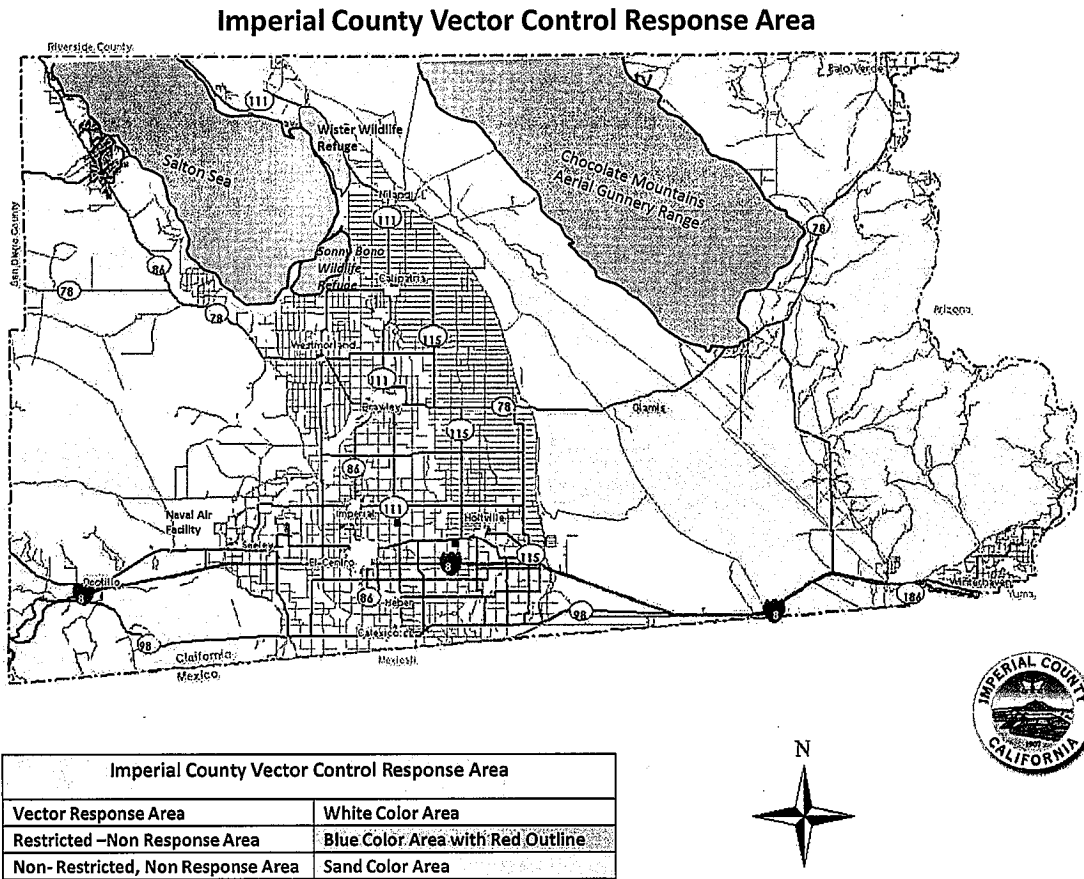 Imperial County Vector Control Response Area
Riverside County
Palo Verde
111
Wister Wildlife
Refuge
Salton Sea
Chocolate Mountains
Aerial Gunnery Range
Niland
111
78
San Diego County
86
Sonny Bono
Wildlife
Refuge
Calipatria
78
78
Arizona
115
Westmorland
111
Brawley
78
Glamis
115
86
Naval Air
Facility
111
Imperial
Holtville
Seeley
115
El Centro
8
Ocotillo
8
86
Heber
98
8
186
Winterhaven
Yuma
98
Calexico
Claifornia
Mexico
Mexicali
IMPERIAL COUNTY
1907
CALIFORNIA
N
Imperial County Vector Control Response Area
Vector Response Area White Color Area
Restricted –Non Response Area Blue Color Area with Red Outline
Non- Restricted, Non Response Area Sand Color Area